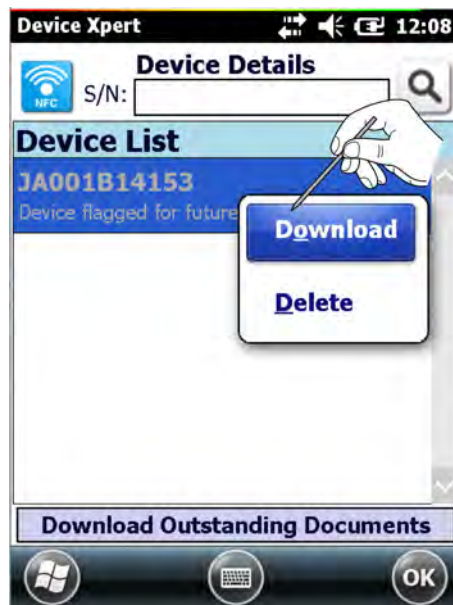 Device Xpert 12:08
Device Details
NFC
S/N:
Device List
JA001B14153
Device flagged for future
Download
Delete
Download Outstanding Documents
OK